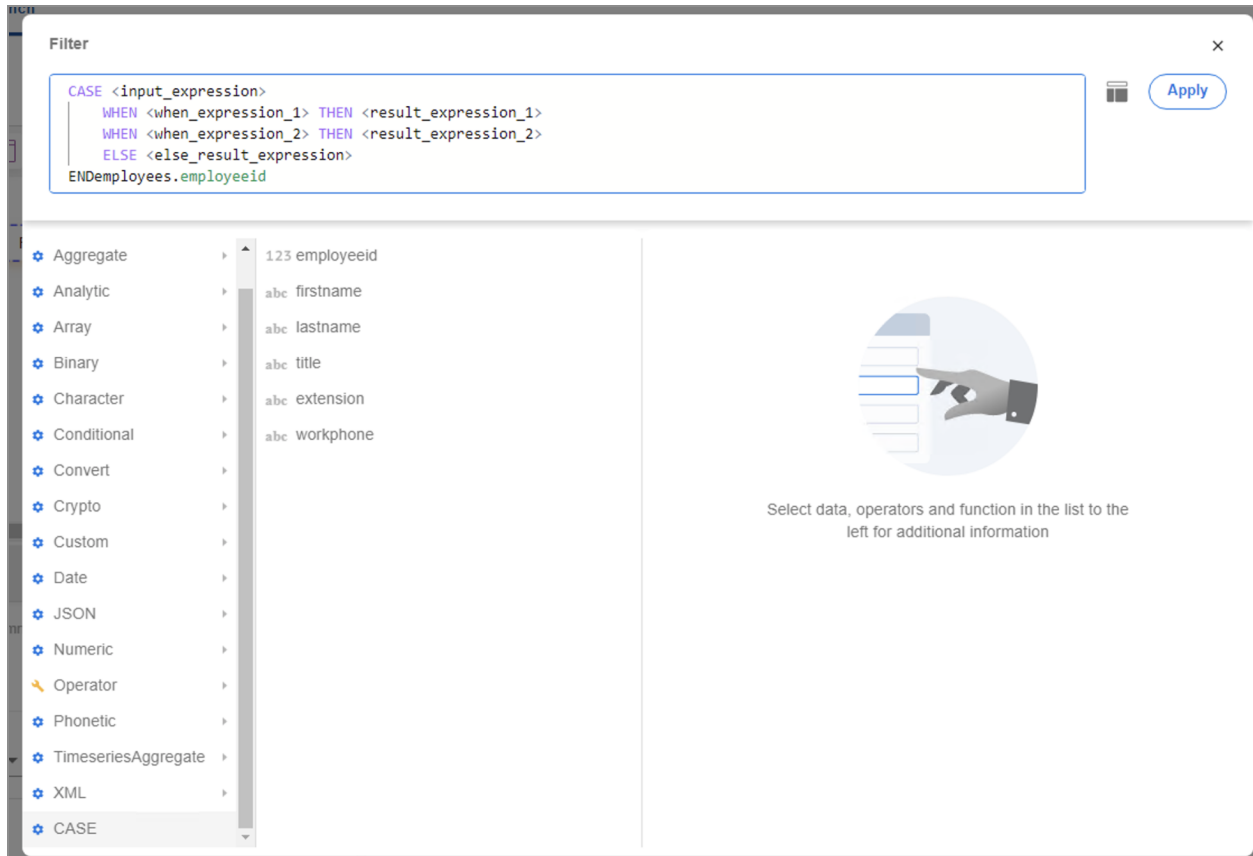 Filter
CASE <input_expression>
WHEN <when_expression_1> THEN <result_expression_1>
WHEN <when_expression_2> THEN <result_expression_2>
ELSE <else_result_expression>
ENDemployees.employeeid
Apply
Aggregate
Analytic
Array
Binary
Character
Conditional
Convert
Crypto
Custom
Date
JSON
Numeric
Operator
Phonetic
TimeseriesAggregate
XML
CASE
123 employeeid
abc firstname
abc lastname
abc title
abc extension
abc workphone
Select data, operators and function in the list to the
left for additional information